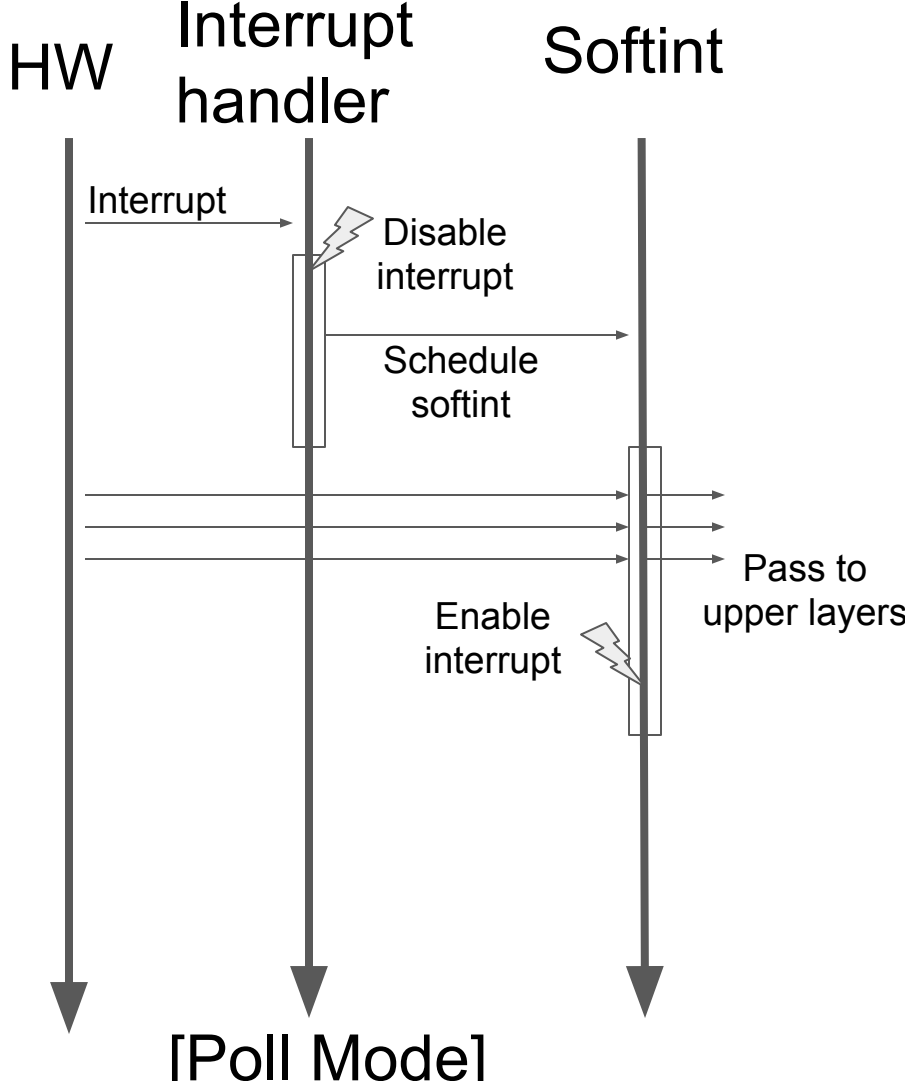 HW
Interrupt
handler
Softint
Interrupt
Disable
interrupt
Schedule
softint
Pass to
upper layers
Enable
interrupt
[Poll Mode]